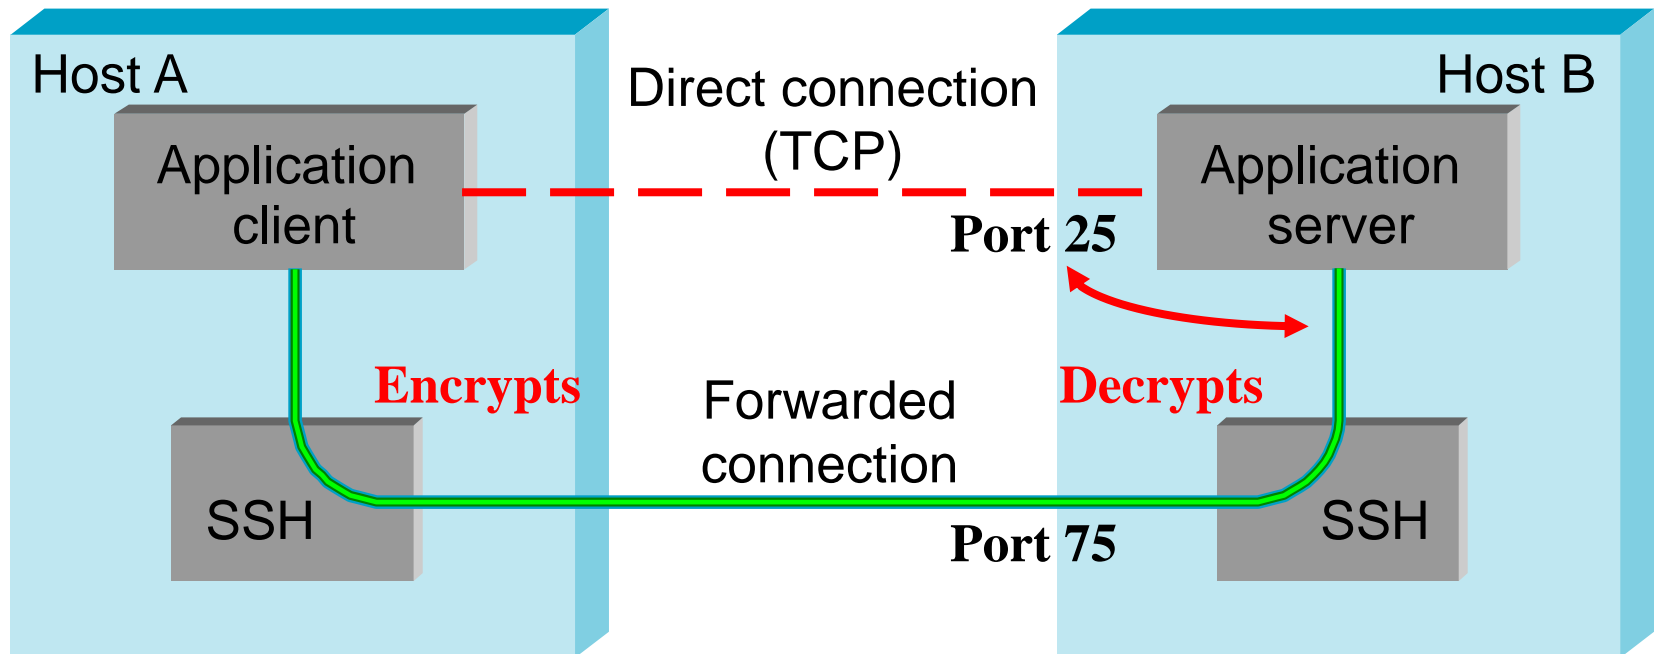 Host A
Application
client
Encrypts
SSH
Direct connection
(TCP)
Port 25
Forwarded
connection
Port 75
Host B
Application
server
Decrypts
SSH